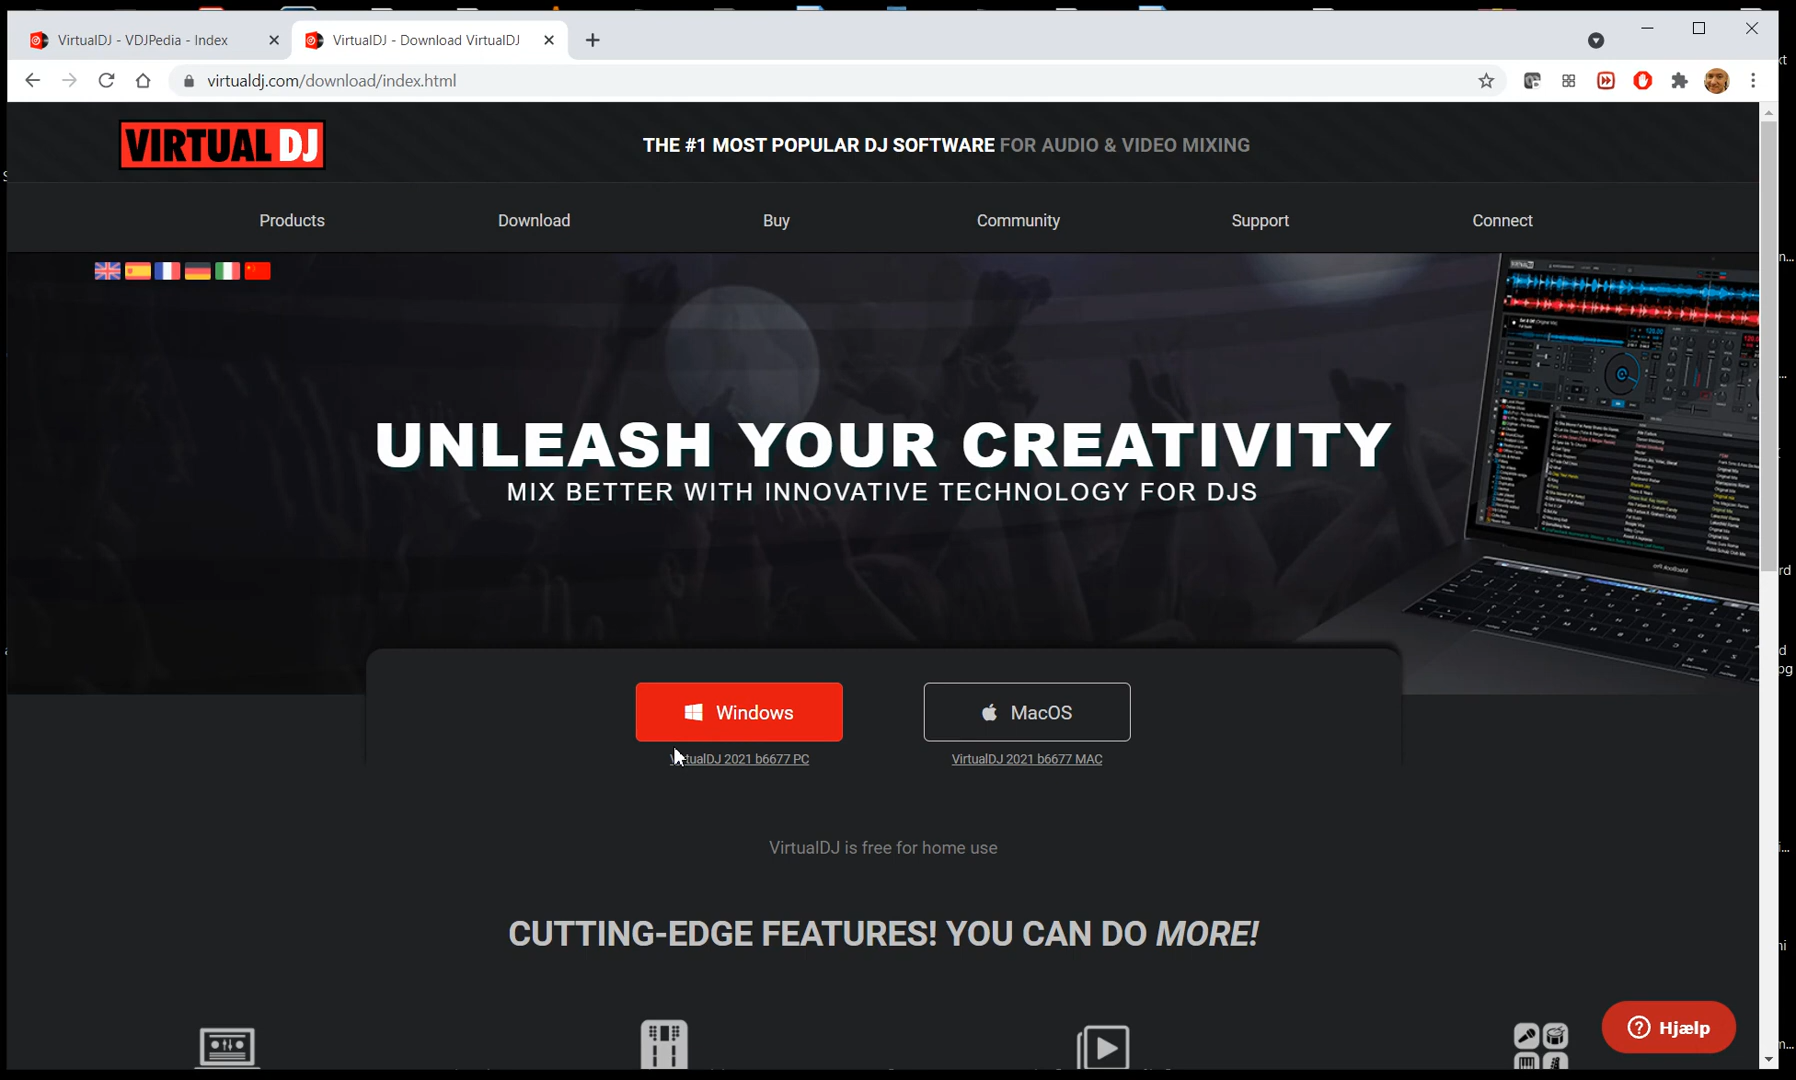 VirtualDJ - VDJPedia - Index
VirtualDJ - Download VirtualDJ
virtualdj.com/download/index.html
VIRTUAL DJ
THE #1 MOST POPULAR DJ SOFTWARE FOR AUDIO & VIDEO MIXING
Products Download Buy Community Support Connect
UNLEASH YOUR CREATIVITY
MIX BETTER WITH INNOVATIVE TECHNOLOGY FOR DJS
MacBook Pro
Windows
MacOS
VirtualDJ 2021 b6677 PC
VirtualDJ 2021 b6677 MAC
VirtualDJ is free for home use
CUTTING-EDGE FEATURES! YOU CAN DO MORE!
Hjælp